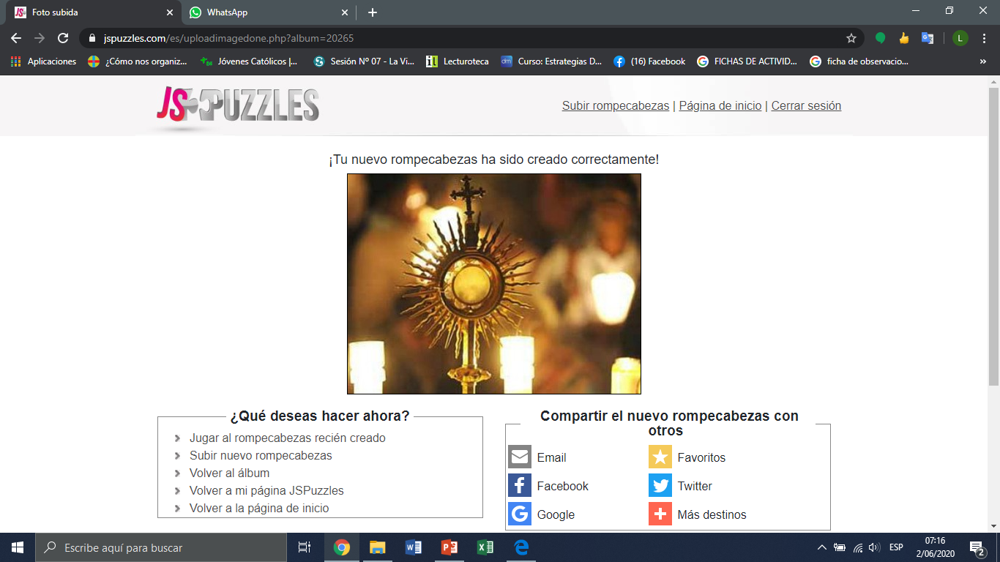 Foto subida
WhatsApp
jspuzzles.com/es/uploadimagedone.php?album=20265
L
Aplicaciones
¿Cómo nos organiz...
Jóvenes Católicos |...
Sesión Nº 07 - La Vi...
Lecturoteca
Curso: Estrategias D...
(16) Facebook
FICHAS DE ACTIVID...
ficha de observacio...
»
JSPUZZLES
Subir rompecabezas | Página de inicio | Cerrar sesión
¡Tu nuevo rompecabezas ha sido creado correctamente!
¿Qué deseas hacer ahora?
Jugar al rompecabezas recién creado
Subir nuevo rompecabezas
Volver al álbum
Volver a mi página JSPuzzles
Volver a la página de inicio
Compartir el nuevo rompecabezas con
otros
Email
Favoritos
Facebook
Twitter
Google
Más destinos
Escribe aquí para buscar
ESP
07:16
2/06/2020
2